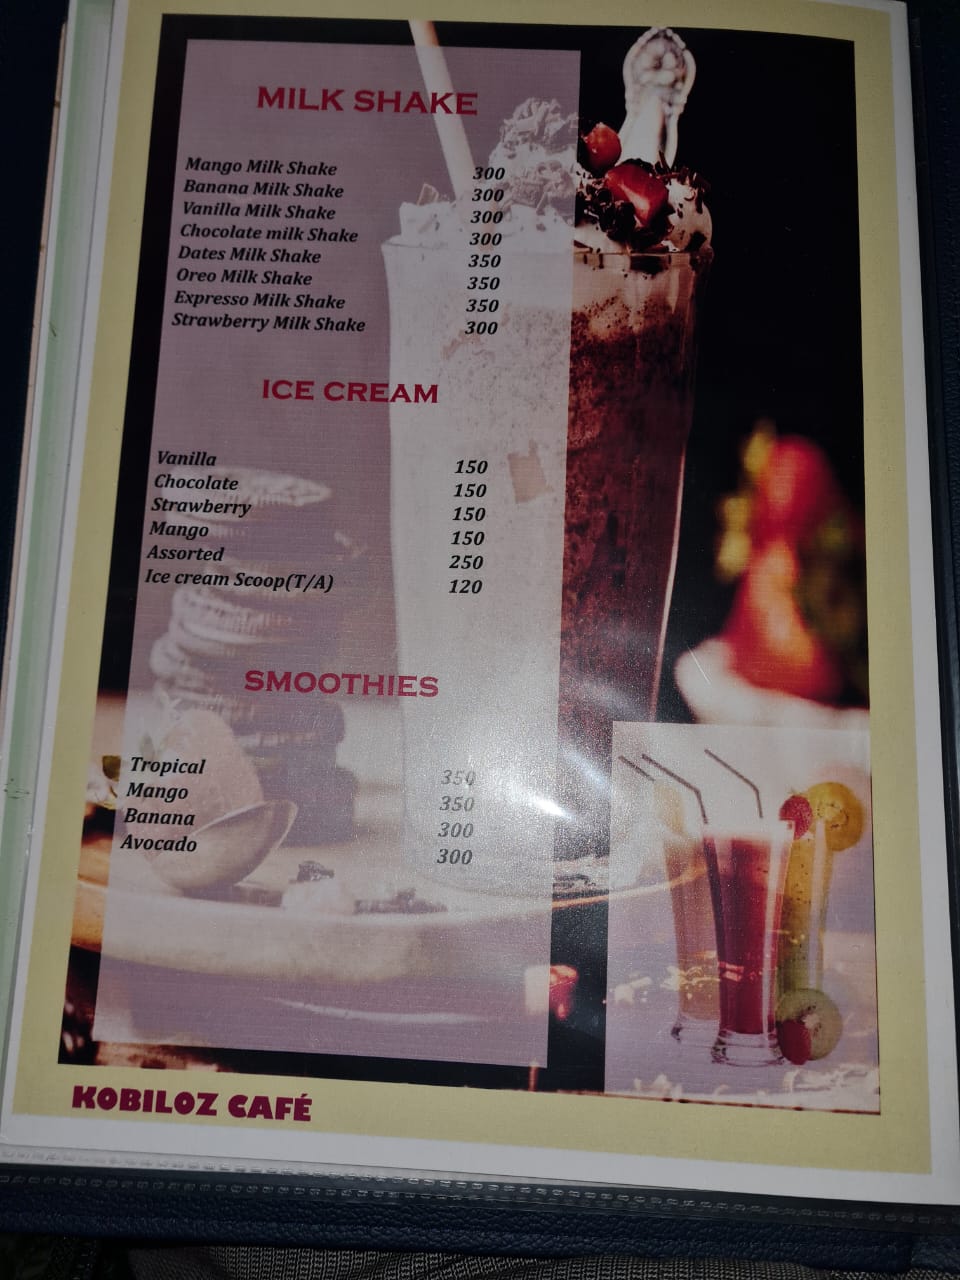 MILK SHAKE
Mango Milk Shake 300
Banana Milk Shake 300
Vanilla Milk Shake 300
Chocolate milk Shake 300
Dates Milk Shake 350
Oreo Milk Shake 350
Expresso Milk Shake 350
Strawberry Milk Shake 300
ICE CREAM
Vanilla 150
Chocolate 150
Strawberry 150
Mango 150
Assorted 250
Ice cream Scoop(T/A) 120
SMOOTHIES
Tropical 350
Mango 350
Banana 300
Avocado 300
KOBILOZ CAFÉ